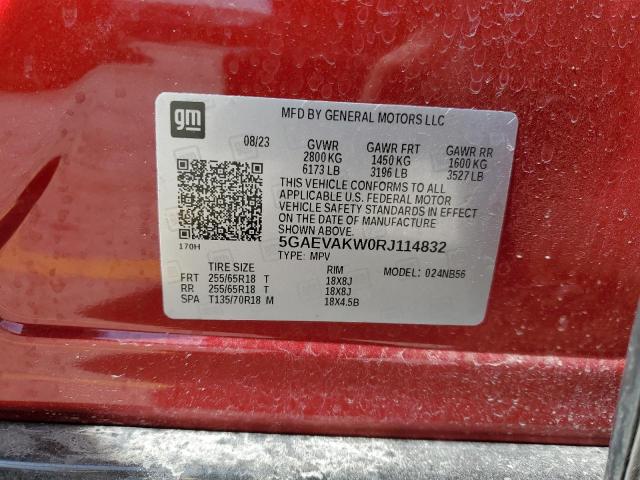 gm
MFD BY GENERAL MOTORS LLC
08/23 GVWR GAWR FRT GAWR RR
2800 KG 1450 KG 1600 KG
6173 LB 3196 LB 3527 LB
THIS VEHICLE CONFORMS TO ALL
APPLICABLE U.S. FEDERAL MOTOR
VEHICLE SAFETY STANDARDS IN EFFECT
ON THE DATE OF MANUFACTURE
SHOWN ABOVE.
170H 5GAEVAKW0RJ114832
TYPE: MPV
TIRE SIZE RIM MODEL: 024NB56
FRT 255/65R18 T 18X8J
RR 255/65R18 T 18X8J
SPA T135/70R18 M 18X4.5B